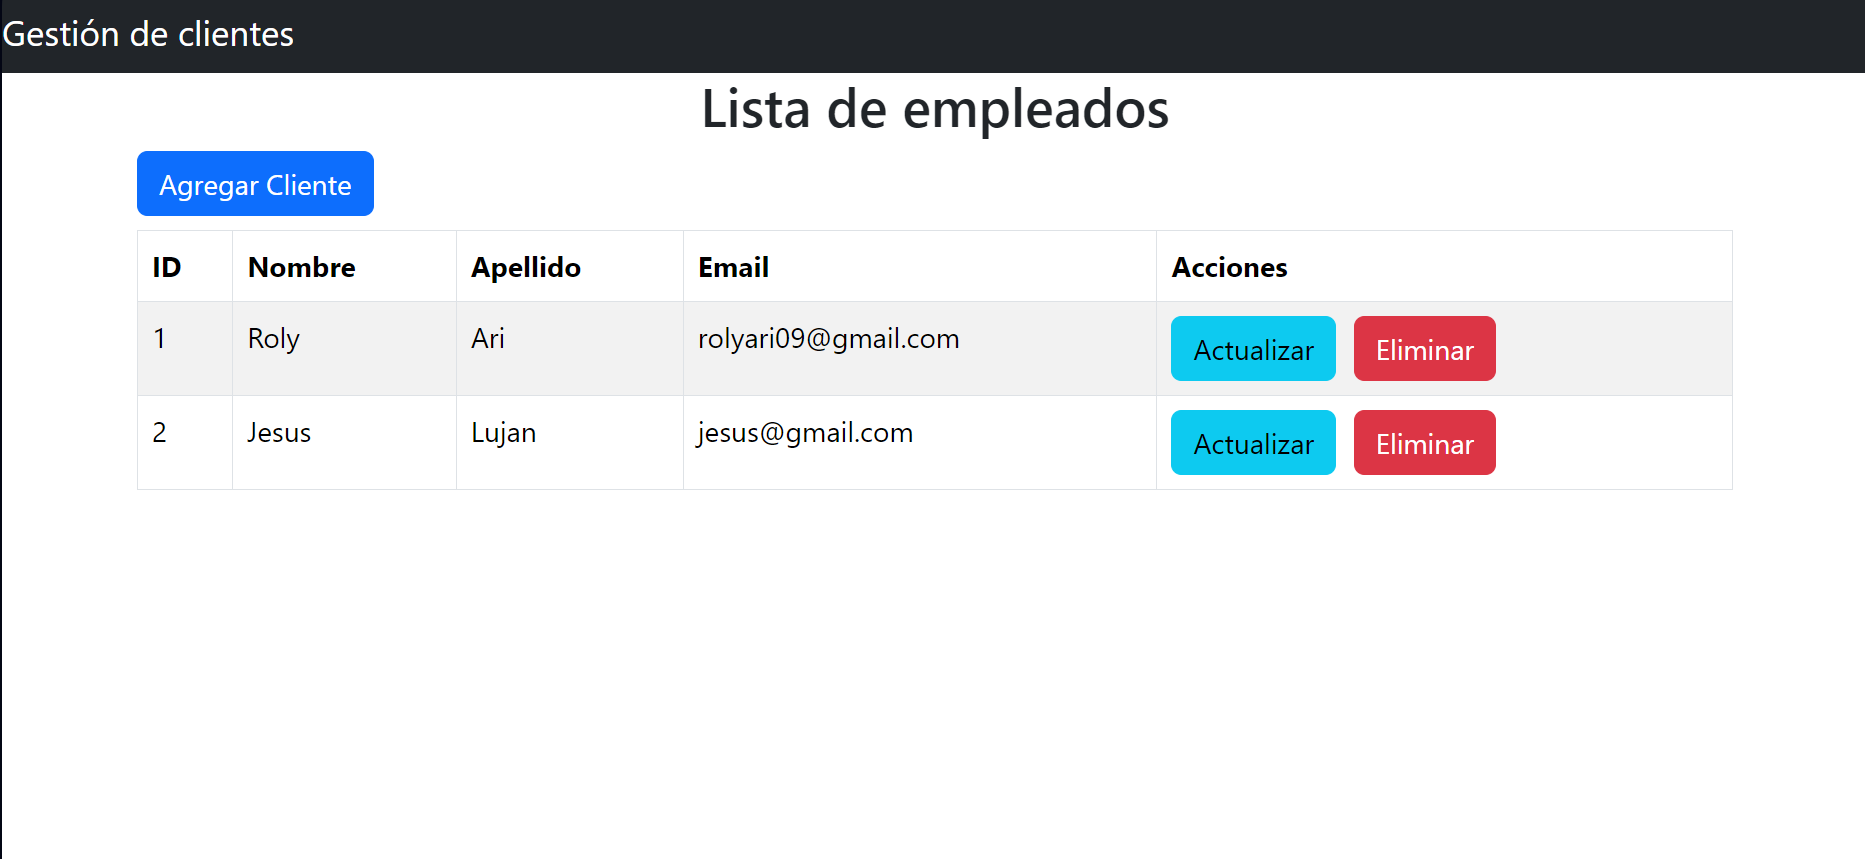 Gestión de clientes
Lista de empleados
Agregar Cliente
ID Nombre Apellido Email Acciones
1 Roly Ari rolyari09@gmail.com Actualizar Eliminar
2 Jesus Lujan jesus@gmail.com Actualizar Eliminar